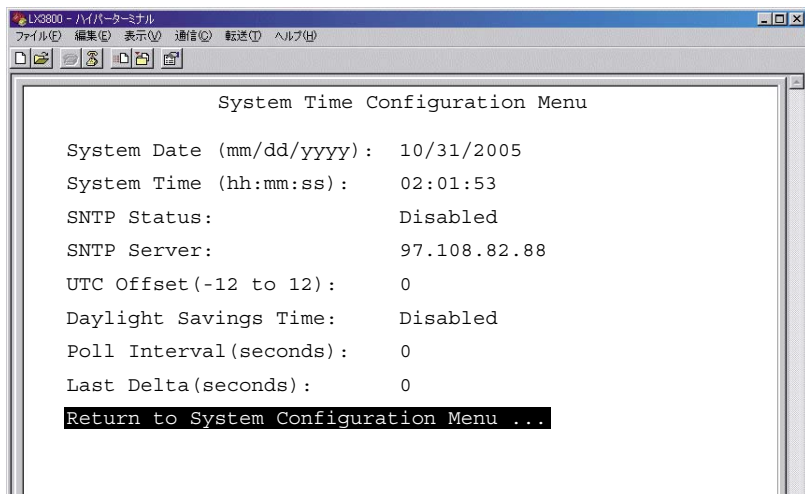 LX3800 - ハイパーターミナル
ファイル(F) 編集(E) 表示(V) 通信(C) 転送(T) ヘルプ(H)
System Time Configuration Menu
System Date (mm/dd/yyyy): 10/31/2005
System Time (hh:mm:ss): 02:01:53
SNTP Status: Disabled
SNTP Server: 97.108.82.88
UTC Offset(-12 to 12): 0
Daylight Savings Time: Disabled
Poll Interval(seconds): 0
Last Delta(seconds): 0
Return to System Configuration Menu ...